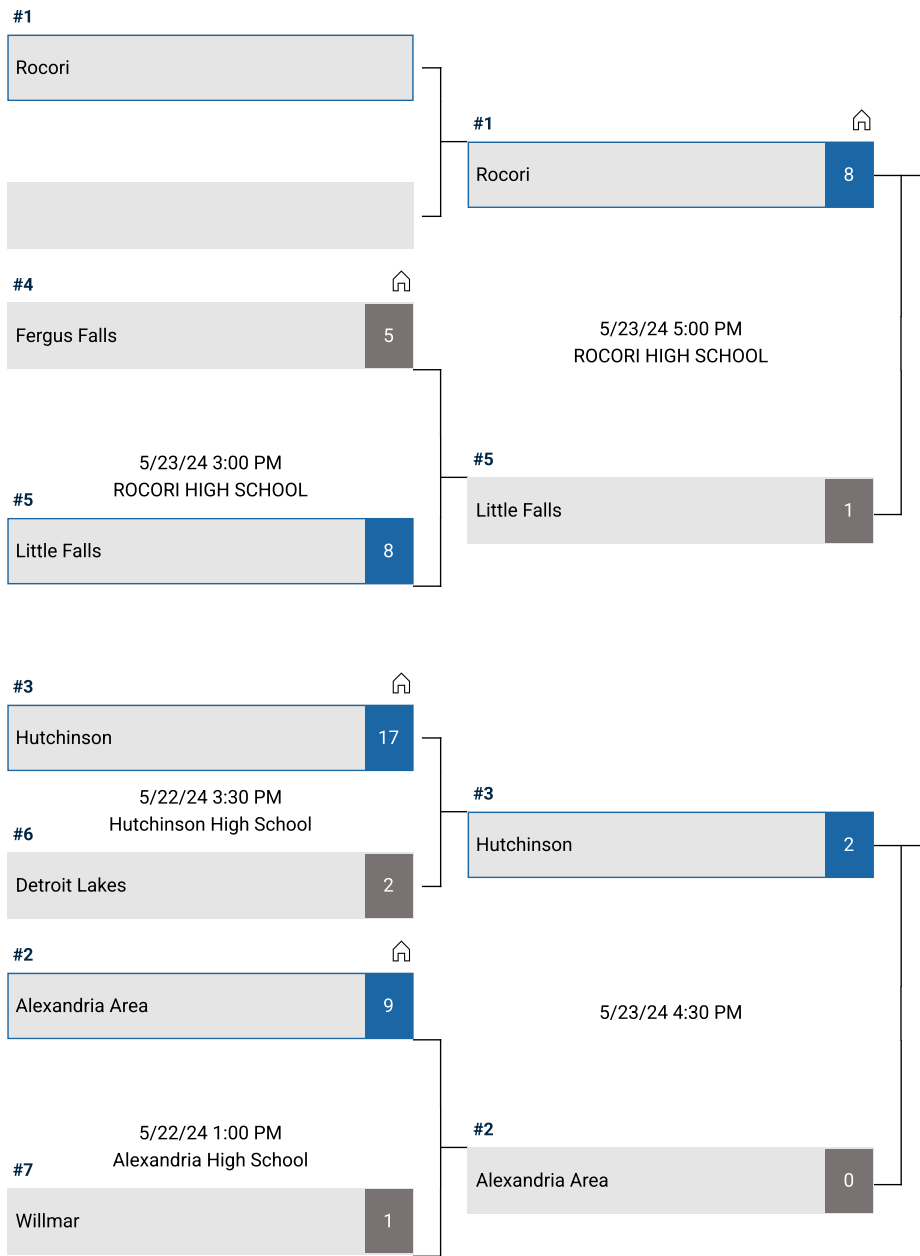 #1
Rocori
#1
Rocori
8
#4
Fergus Falls
5
5/23/24 5:00 PM
ROCORI HIGH SCHOOL
5/23/24 3:00 PM
ROCORI HIGH SCHOOL
#5
Little Falls
8
#5
Little Falls
1
#3
Hutchinson
17
5/22/24 3:30 PM
Hutchinson High School
#6
Detroit Lakes
2
#3
Hutchinson
2
#2
Alexandria Area
9
5/23/24 4:30 PM
5/22/24 1:00 PM
Alexandria High School
#7
Willmar
1
#2
Alexandria Area
0